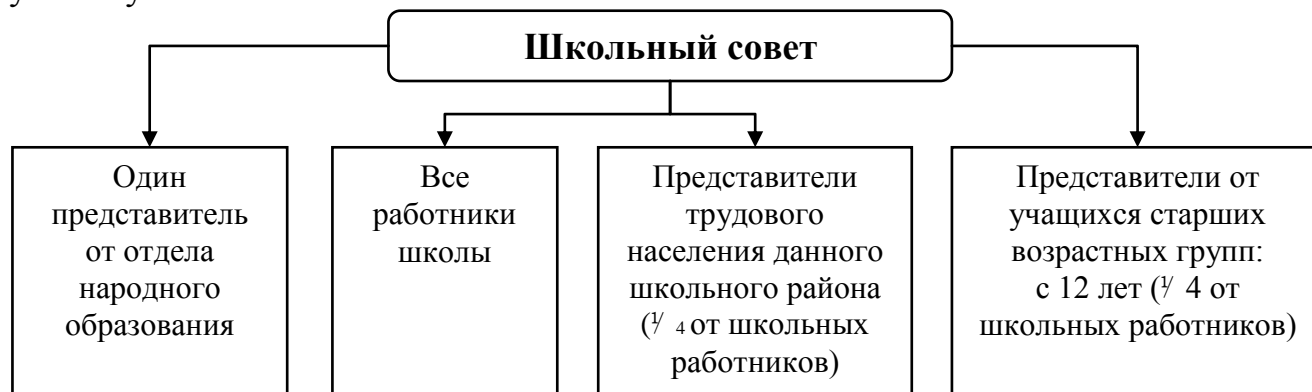 Школьный совет
Один
представитель
от отдела
народного
образования
Все
работники
школы
Представители
трудового
населения данного
школьного района
(1/ 4 от школьных
работников)
Представители от
учащихся старших
возрастных групп:
с 12 лет (1/ 4 от
школьных работников)